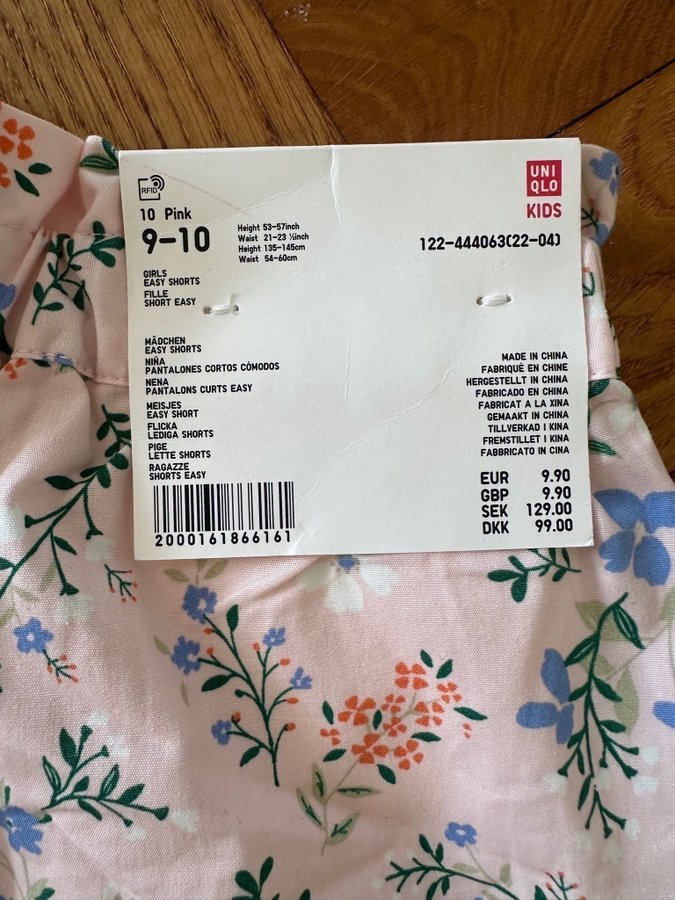 RFID
UNI
QLO
KIDS
10 Pink
9-10
Height 53-57inch
Waist 21-23 ½inch
Height 135-145cm
Waist 54-60cm
122-444063(22-04)
GIRLS
EASY SHORTS
FILLE
SHORT EASY
MÄDCHEN
EASY SHORTS
NIÑA
PANTALONES CORTOS CÓMODOS
NENA
PANTALONS CURTS EASY
MEISJES
EASY SHORT
FLICKA
LEDIGA SHORTS
PIGE
LETTE SHORTS
RAGAZZE
SHORTS EASY
MADE IN CHINA
FABRIQUÉ EN CHINE
HERGESTELLT IN CHINA
FABRICADO EN CHINA
FABRICAT A LA XINA
GEMAAKT IN CHINA
TILLVERKAD I KINA
FREMSTILLET I KINA
FABBRICATO IN CINA
2000161866161
EUR 9.90
GBP 9.90
SEK 129.00
DKK 99.00